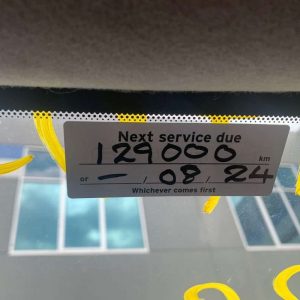 Next service due
129000 km
or - / 08 / 24
Whichever comes first